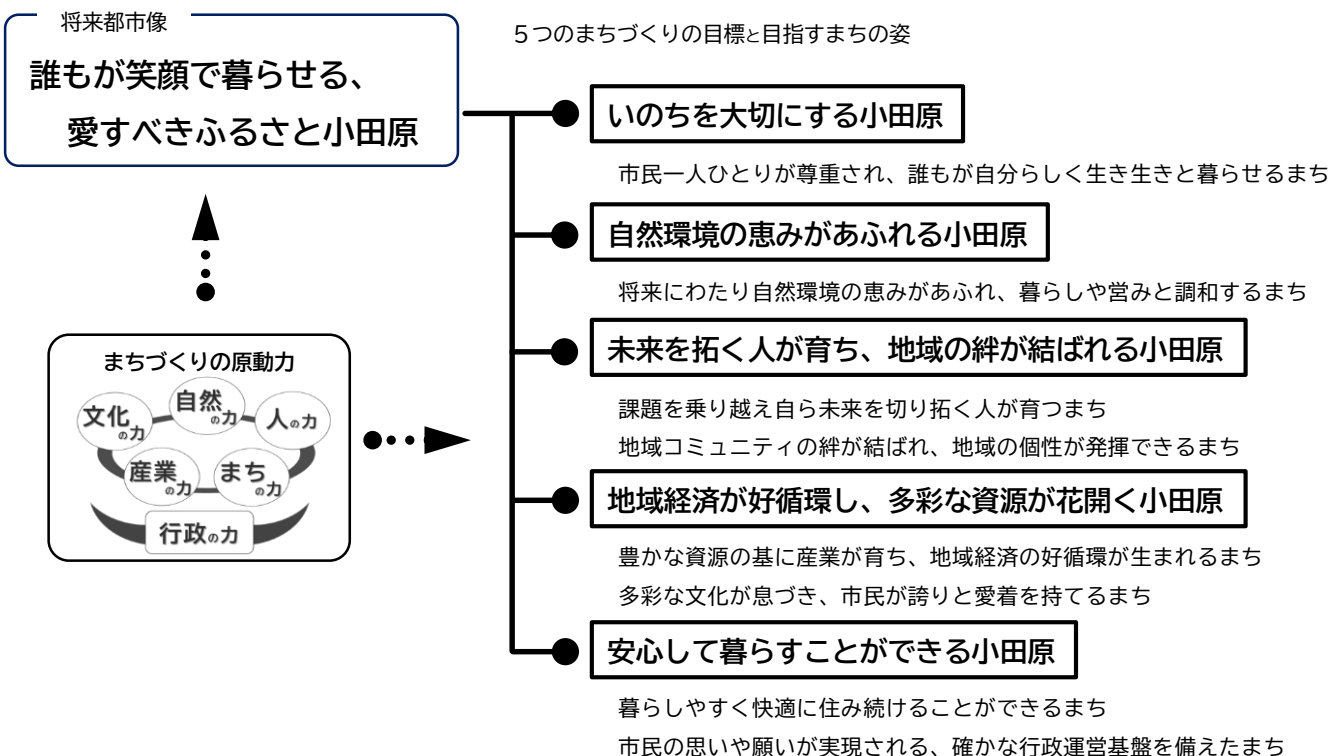 将来都市像
誰もが笑顔で暮らせる、
愛すべきふるさと小田原
まちづくりの原動力
文化の力
自然の力
人の力
産業の力
まちの力
行政の力
５つのまちづくりの目標と目指すまちの姿
いのちを大切にする小田原
市民一人ひとりが尊重され、誰もが自分らしく生き生きと暮らせるまち
自然環境の恵みがあふれる小田原
将来にわたり自然環境の恵みがあふれ、暮らしや営みと調和するまち
未来を拓く人が育ち、地域の絆が結ばれる小田原
課題を乗り越え自ら未来を切り拓く人が育つまち
地域コミュニティの絆が結ばれ、地域の個性が発揮できるまち
地域経済が好循環し、多彩な資源が花開く小田原
豊かな資源の基に産業が育ち、地域経済の好循環が生まれるまち
多彩な文化が息づき、市民が誇りと愛着を持てるまち
安心して暮らすことができる小田原
暮らしやすく快適に住み続けることができるまち
市民の思いや願いが実現される、確かな行政運営基盤を備えたまち